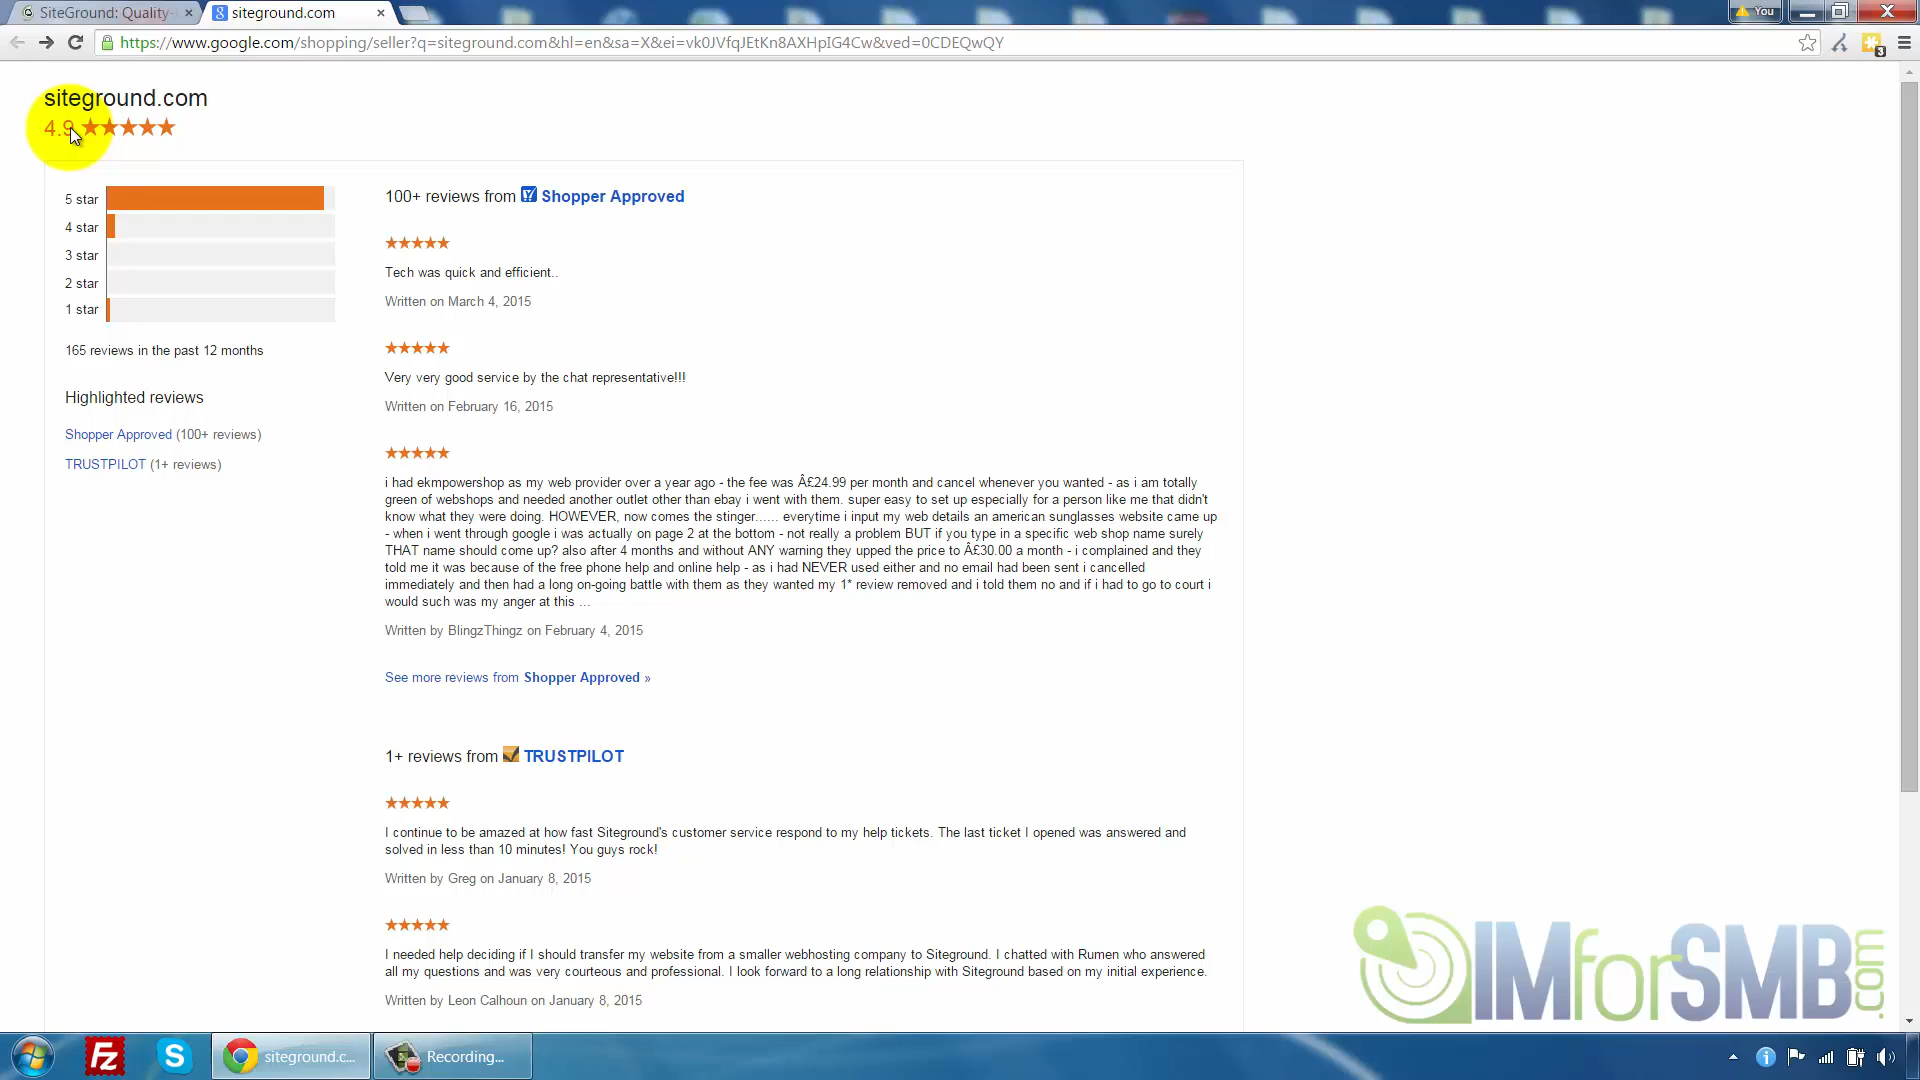 SiteGround: Quality-
siteground.com
You
https://www.google.com/shopping/seller?q=siteground.com&hl=en&sa=X&ei=vk0JVfqJEtKn8AXHpIG4Cw&ved=0CDEQwQY
3
siteground.com
4.9 ★★★★★
5 star
4 star
3 star
2 star
1 star
165 reviews in the past 12 months
Highlighted reviews
Shopper Approved (100+ reviews)
TRUSTPILOT (1+ reviews)
100+ reviews from Shopper Approved
★★★★★
Tech was quick and efficient..
Written on March 4, 2015
★★★★★
Very very good service by the chat representative!!!
Written on February 16, 2015
★★★★★
i had ekmpowershop as my web provider over a year ago - the fee was Â£24.99 per month and cancel whenever you wanted - as i am totally
green of webshops and needed another outlet other than ebay i went with them. super easy to set up especially for a person like me that didn't
know what they were doing. HOWEVER, now comes the stinger...... everytime i input my web details an american sunglasses website came up
- when i went through google i was actually on page 2 at the bottom - not really a problem BUT if you type in a specific web shop name surely
THAT name should come up? also after 4 months and without ANY warning they upped the price to Â£30.00 a month - i complained and they
told me it was because of the free phone help and online help - as i had NEVER used either and no email had been sent i cancelled
immediately and then had a long on-going battle with them as they wanted my 1* review removed and i told them no and if i had to go to court i
would such was my anger at this ...
Written by BlingzThingz on February 4, 2015
See more reviews from Shopper Approved »
1+ reviews from TRUSTPILOT
★★★★★
I continue to be amazed at how fast Siteground's customer service respond to my help tickets. The last ticket I opened was answered and
solved in less than 10 minutes! You guys rock!
Written by Greg on January 8, 2015
★★★★★
I needed help deciding if I should transfer my website from a smaller webhosting company to Siteground. I chatted with Rumen who answered
all my questions and was very courteous and professional. I look forward to a long relationship with Siteground based on my initial experience.
Written by Leon Calhoun on January 8, 2015
IMforSMB.com
siteground.c...
Recording...